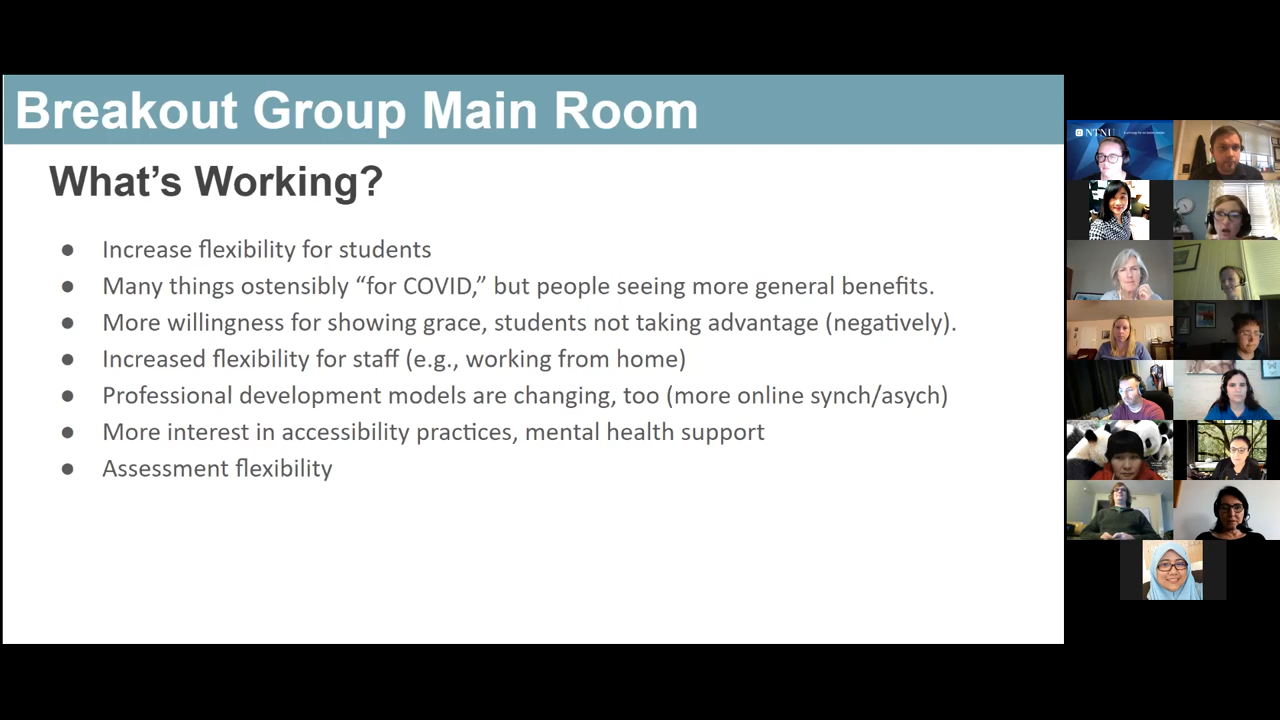 Breakout Group Main Room
What's Working?
● Increase flexibility for students
● Many things ostensibly “for COVID,” but people seeing more general benefits.
● More willingness for showing grace, students not taking advantage (negatively).
● Increased flexibility for staff (e.g., working from home)
● Professional development models are changing, too (more online synch/asych)
● More interest in accessibility practices, mental health support
● Assessment flexibility
NTNU